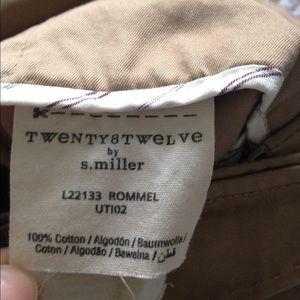 TWENTY8TWELVE
by
s.miller
L22133 ROMMEL
UTI02
100% Cotton / Algodón / Baumwolle /
Coton / Algodão / Bawełna / قطن